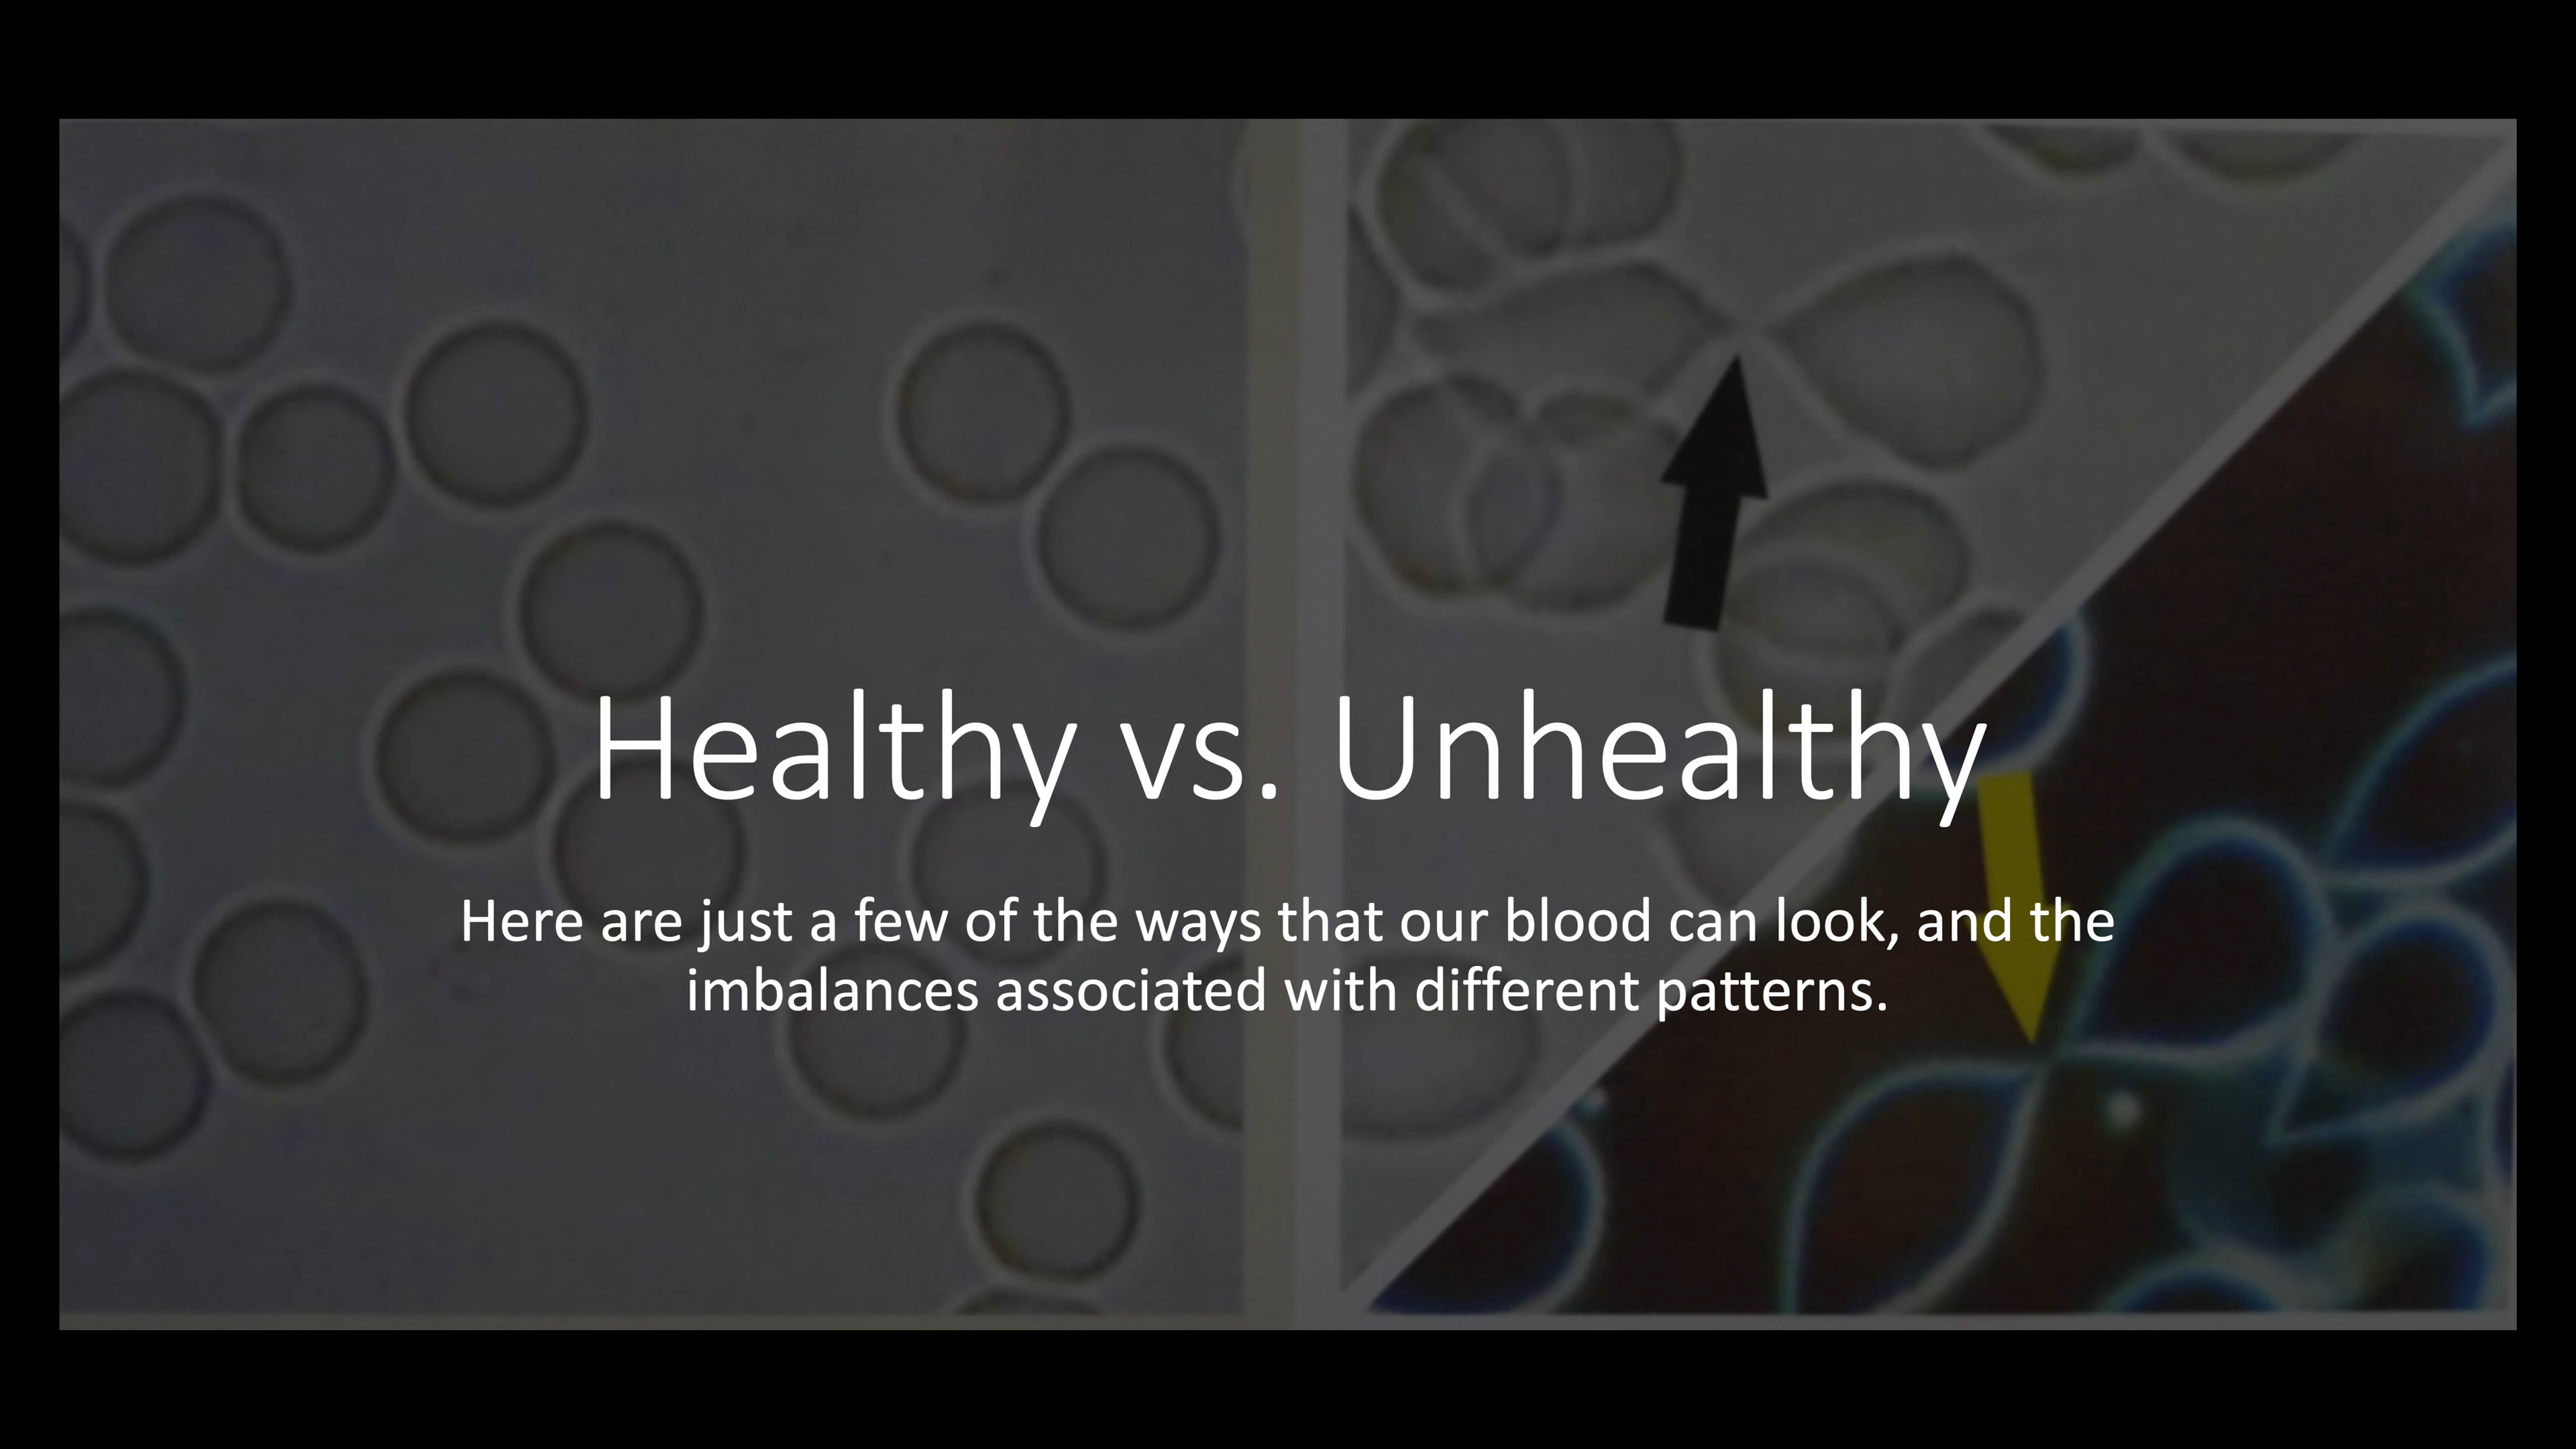 Healthy vs. Unhealthy
Here are just a few of the ways that our blood can look, and the
imbalances associated with different patterns.